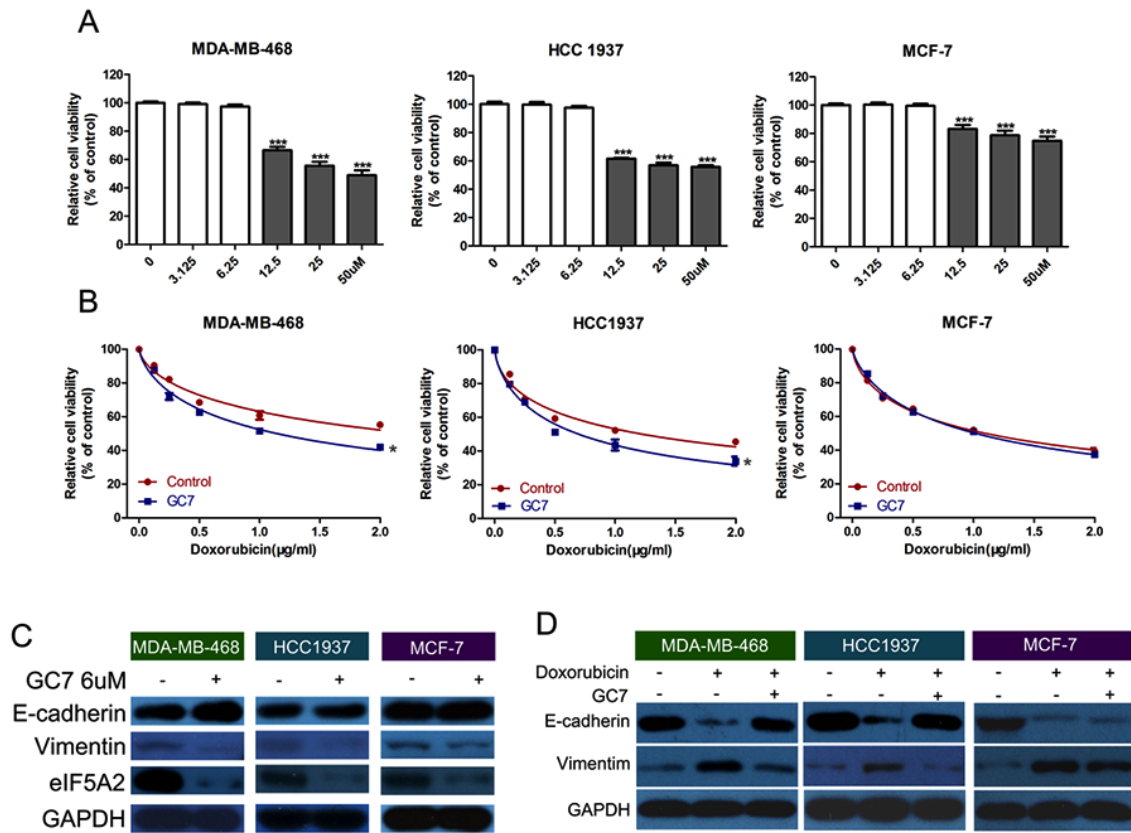 A
MDA-MB-468
HCC 1937
MCF-7
Relative cell viability
(% of control)
120
100
80
60
40
20
0
0
3.125
6.25
12.5
25
50uM
***
***
***
Relative cell viability
(% of control)
120
100
80
60
40
20
0
0
3.125
6.25
12.5
25
50uM
***
***
***
Relative cell viability
(% of control)
120
100
80
60
40
20
0
0
3.125
6.25
12.5
25
50uM
***
***
***
B
MDA-MB-468
HCC1937
MCF-7
Relative cell viability
(% of control)
100
80
60
40
20
0
Control
GC7
*
0.0 0.5 1.0 1.5 2.0
Doxorubicin(μg/ml)
Relative cell viability
(% of control)
100
80
60
40
20
0
Control
GC7
*
0.0 0.5 1.0 1.5 2.0
Doxorubicin(μg/ml)
Relative cell viability
(% of control)
100
80
60
40
20
0
Control
GC7
0.0 0.5 1.0 1.5 2.0
Doxorubicin(μg/ml)
C
MDA-MB-468 HCC1937 MCF-7
GC7 6uM - + - + - +
E-cadherin
Vimentin
eIF5A2
GAPDH
D
MDA-MB-468 HCC1937 MCF-7
Doxorubicin - + + - + + - + +
GC7 - - + - - + - - +
E-cadherin
Vimentim
GAPDH